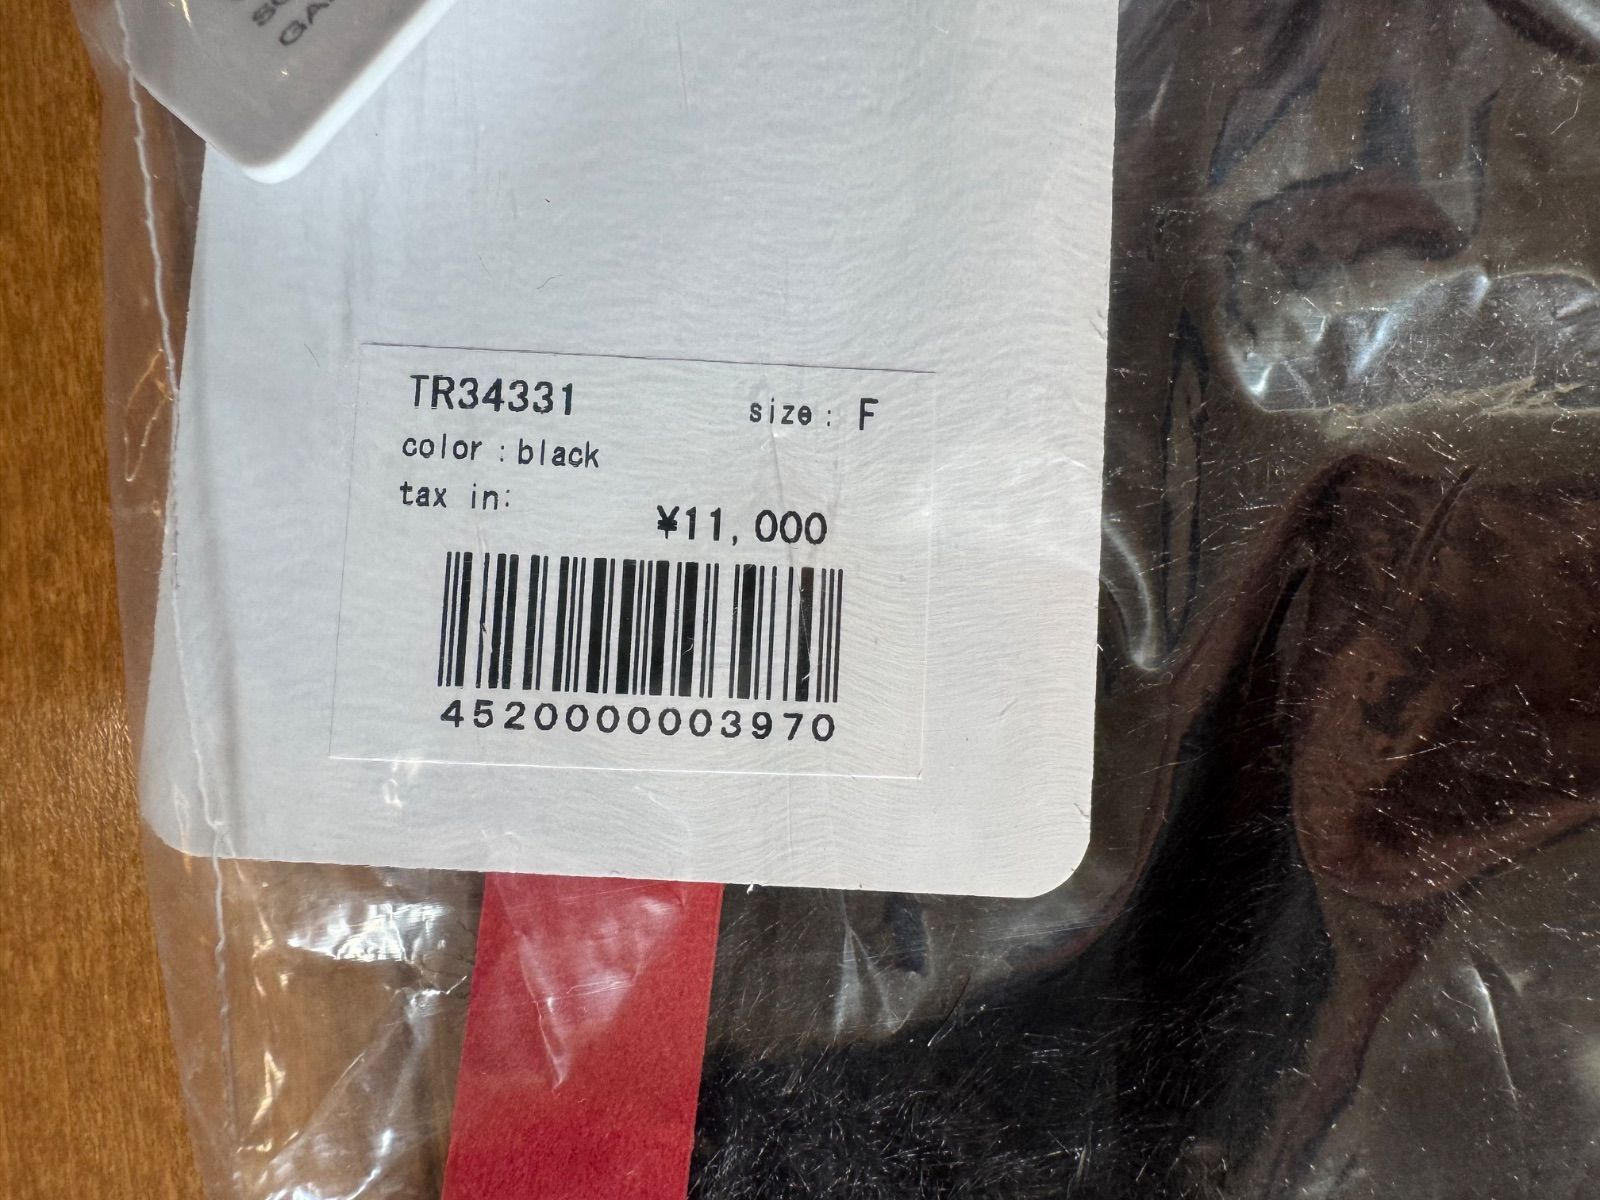 TR34331
size: F
color :black
tax in:
¥11,000
4520000003970